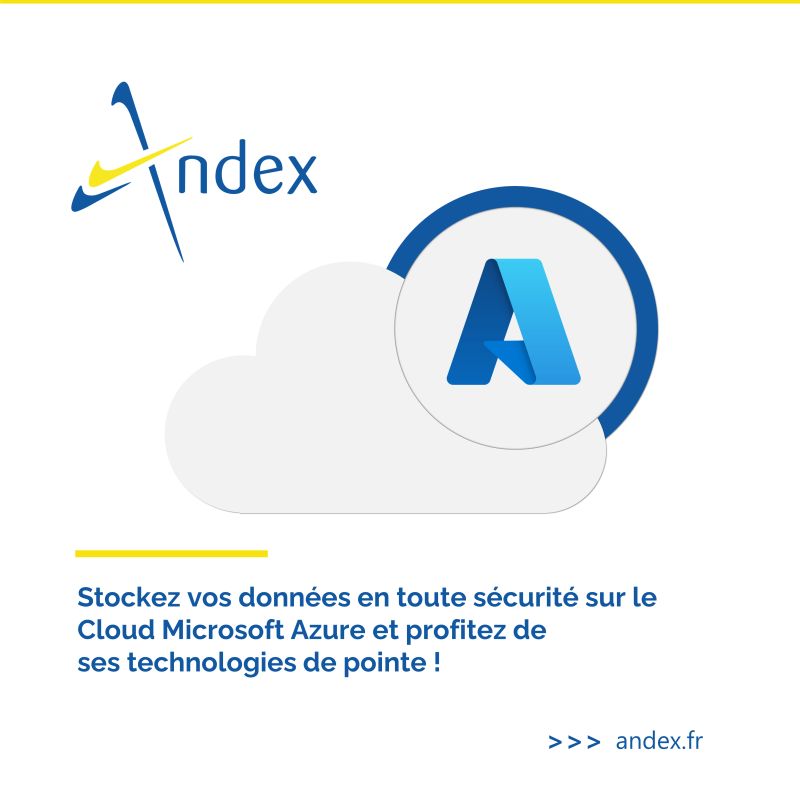 Andex
Stockez vos données en toute sécurité sur le
Cloud Microsoft Azure et profitez de
ses technologies de pointe !
>>> andex.fr